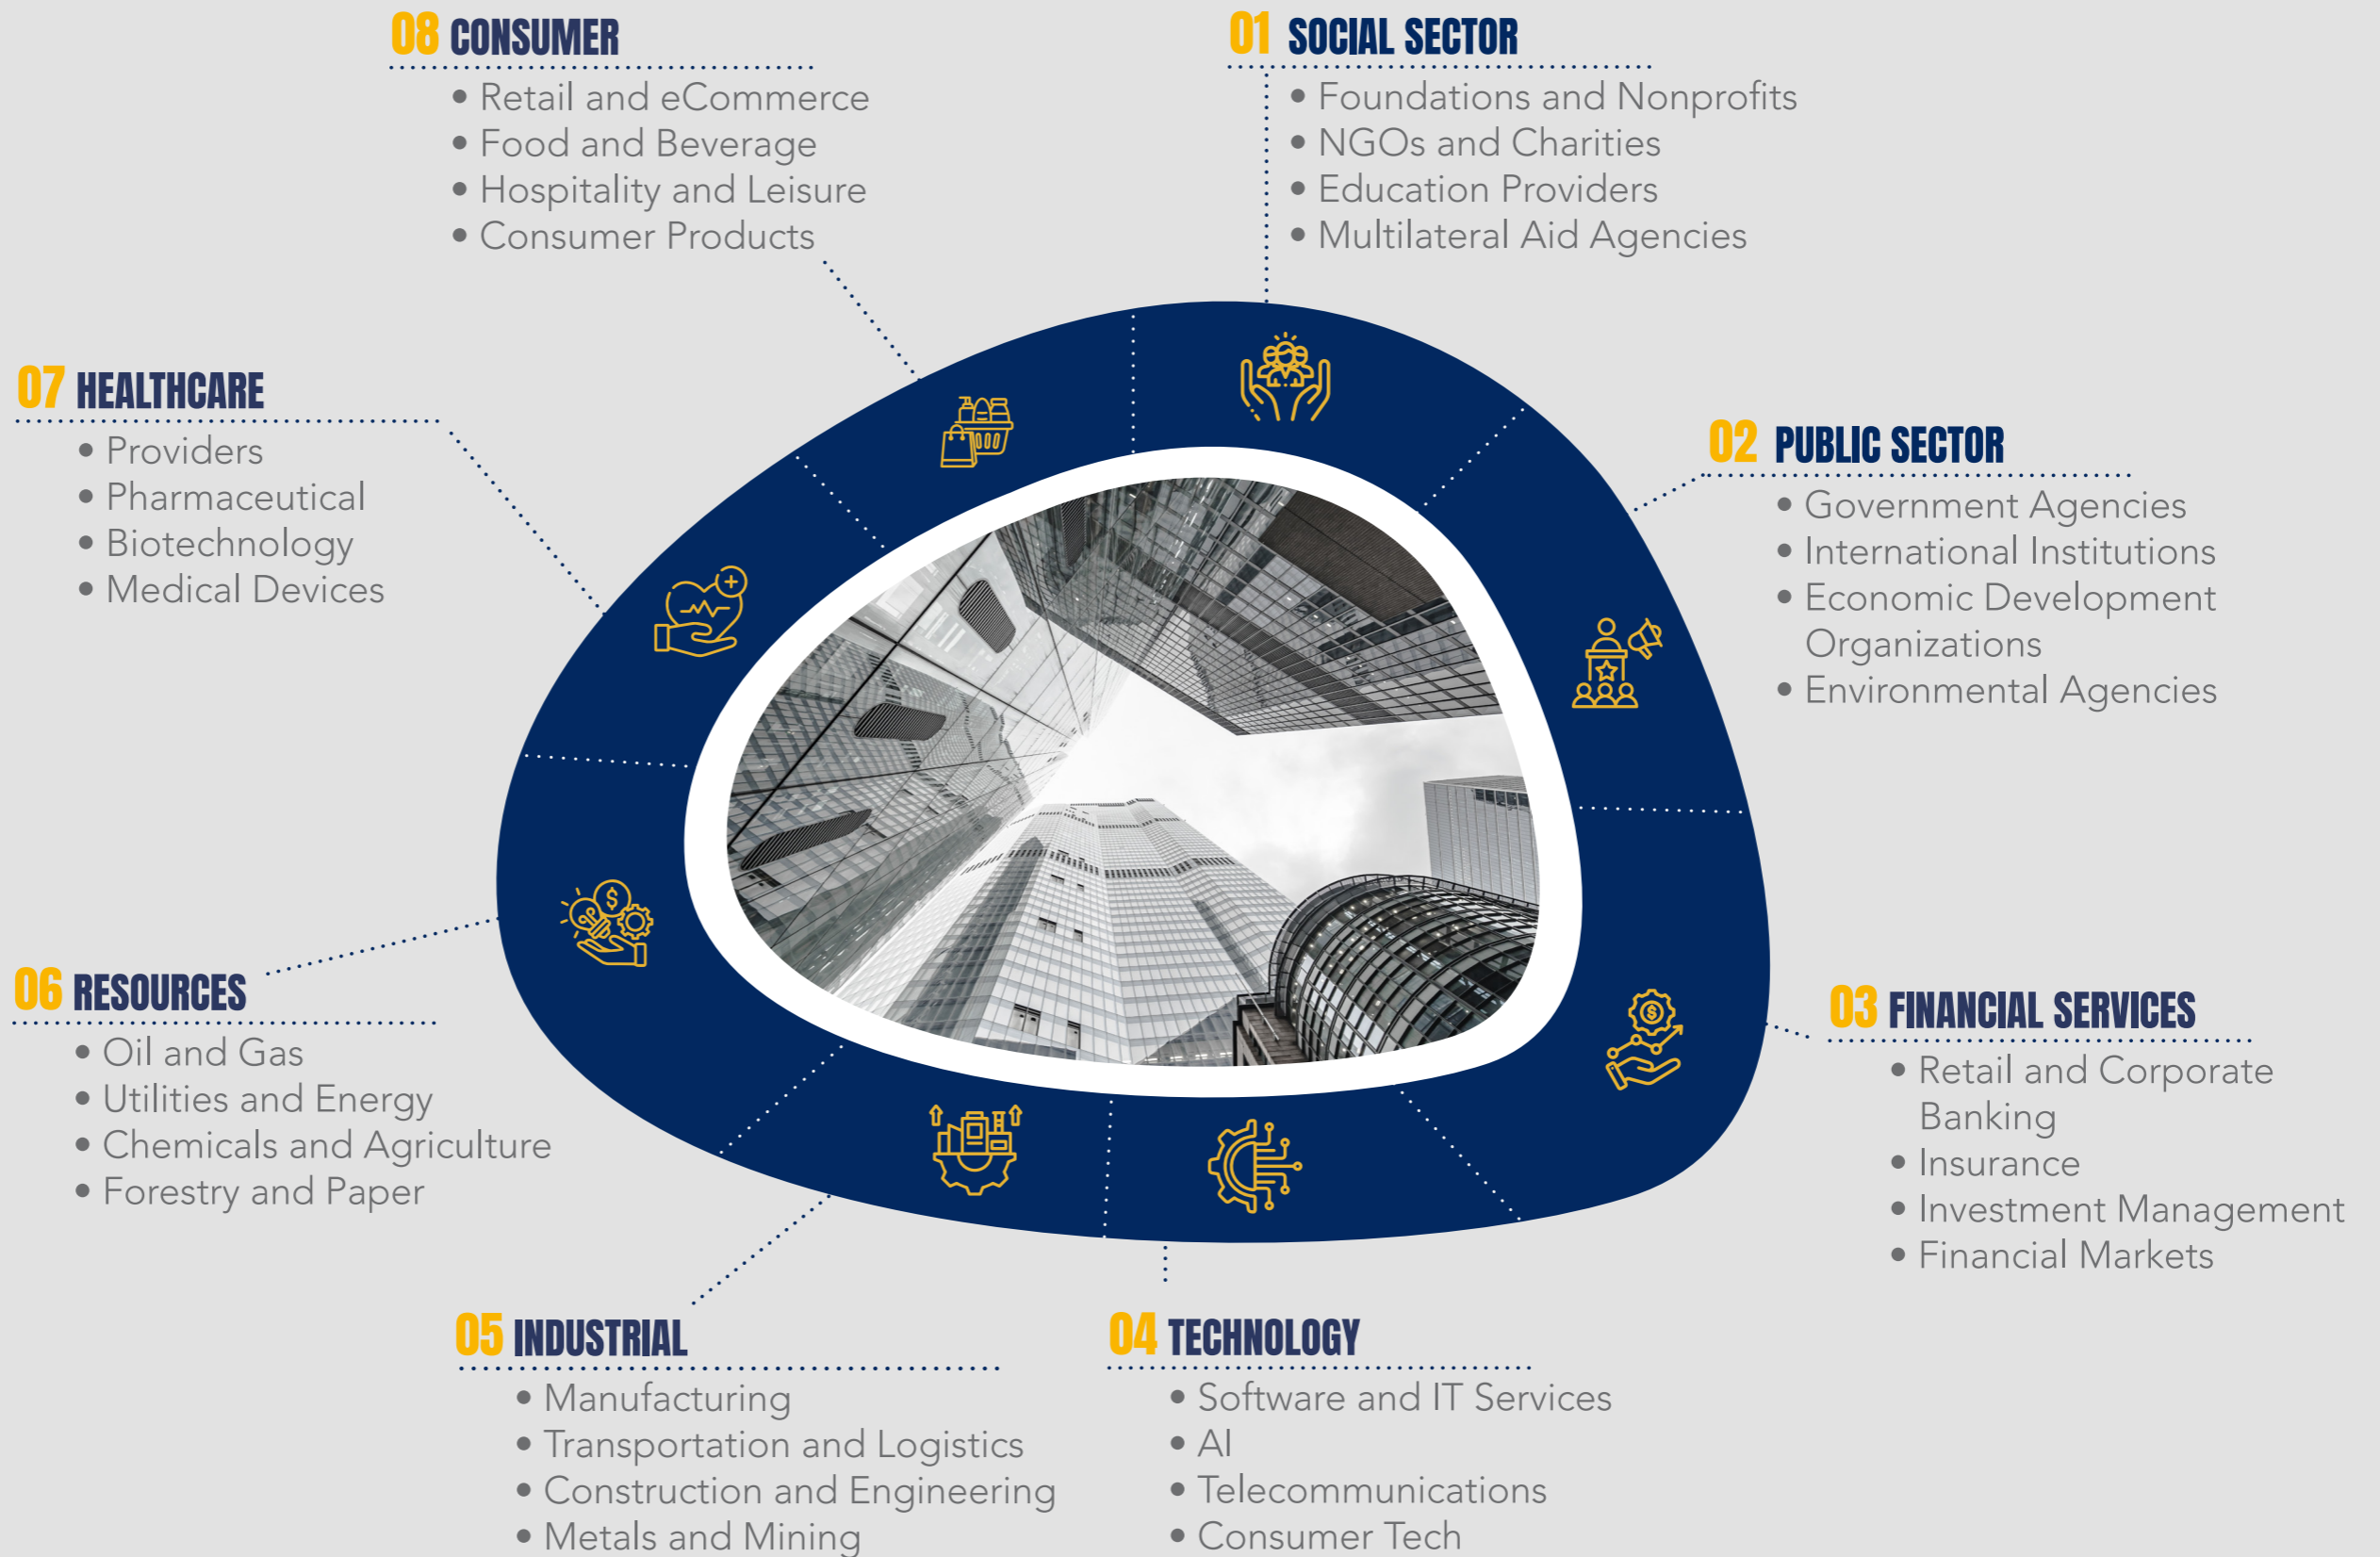 01 SOCIAL SECTOR
• Foundations and Nonprofits
• NGOs and Charities
• Education Providers
• Multilateral Aid Agencies
02 PUBLIC SECTOR
• Government Agencies
• International Institutions
• Economic Development
Organizations
• Environmental Agencies
03 FINANCIAL SERVICES
• Retail and Corporate
Banking
• Insurance
• Investment Management
• Financial Markets
04 TECHNOLOGY
• Software and IT Services
• AI
• Telecommunications
• Consumer Tech
05 INDUSTRIAL
• Manufacturing
• Transportation and Logistics
• Construction and Engineering
• Metals and Mining
06 RESOURCES
• Oil and Gas
• Utilities and Energy
• Chemicals and Agriculture
• Forestry and Paper
07 HEALTHCARE
• Providers
• Pharmaceutical
• Biotechnology
• Medical Devices
08 CONSUMER
• Retail and eCommerce
• Food and Beverage
• Hospitality and Leisure
• Consumer Products